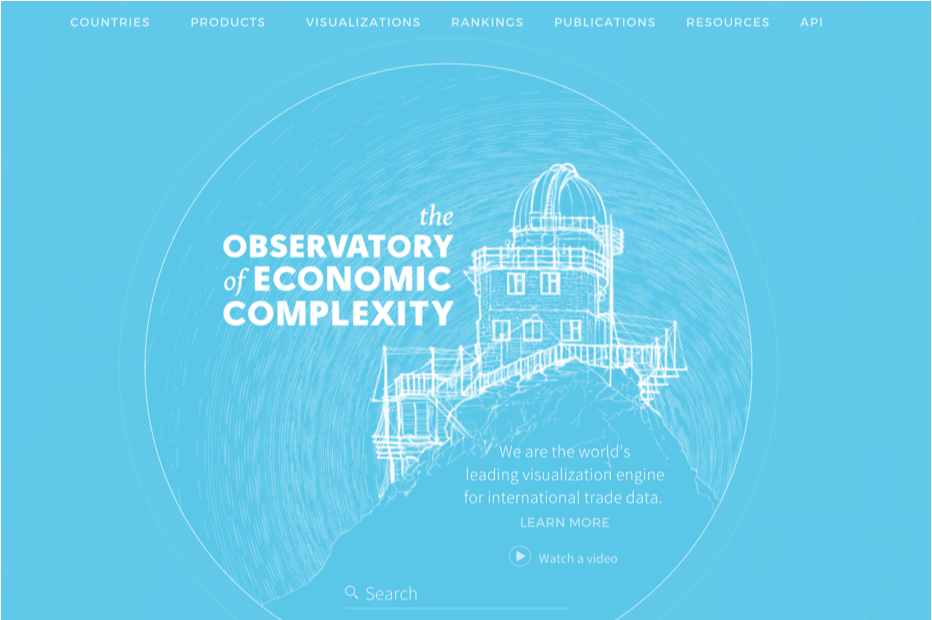 COUNTRIES PRODUCTS VISUALIZATIONS RANKINGS PUBLICATIONS RESOURCES API
the
OBSERVATORY
of ECONOMIC
COMPLEXITY
We are the world's
leading visualization engine
for international trade data.
LEARN MORE
Watch a video
Search